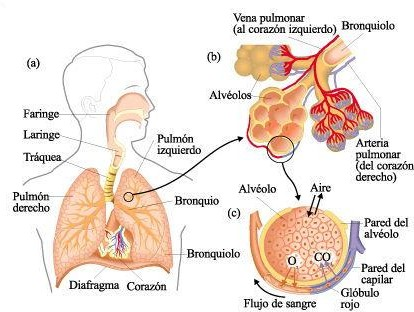 (a)
Faringe
Laringe
Tráquea
Pulmón
derecho
Pulmón
izquierdo
Bronquio
Bronquiolo
Diafragma
Corazón
Vena pulmonar
(al corazón izquierdo)
Bronquiolo
(b)
Alvéolos
Arteria
pulmonar
(del corazón
derecho)
Alvéolo
Aire
(c)
Pared del
alvéolo
O
CO
Pared del
capilar
Glóbulo
rojo
Flujo de sangre